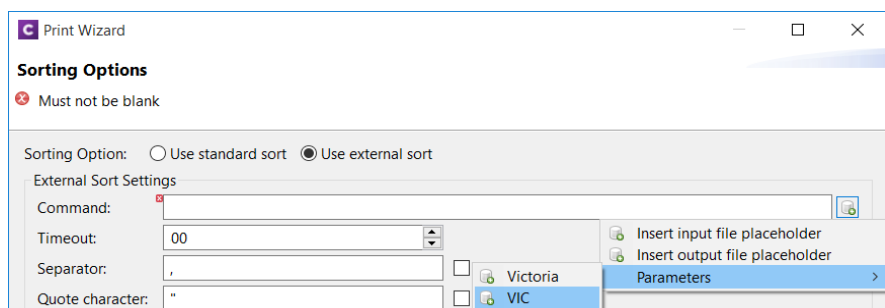 C Print Wizard
Sorting Options
Must not be blank
Sorting Option: Use standard sort Use external sort
External Sort Settings
Command:
Timeout: 00
Insert input file placeholder
Insert output file placeholder
Separator: ,
Parameters
Victoria
Quote character: "
VIC